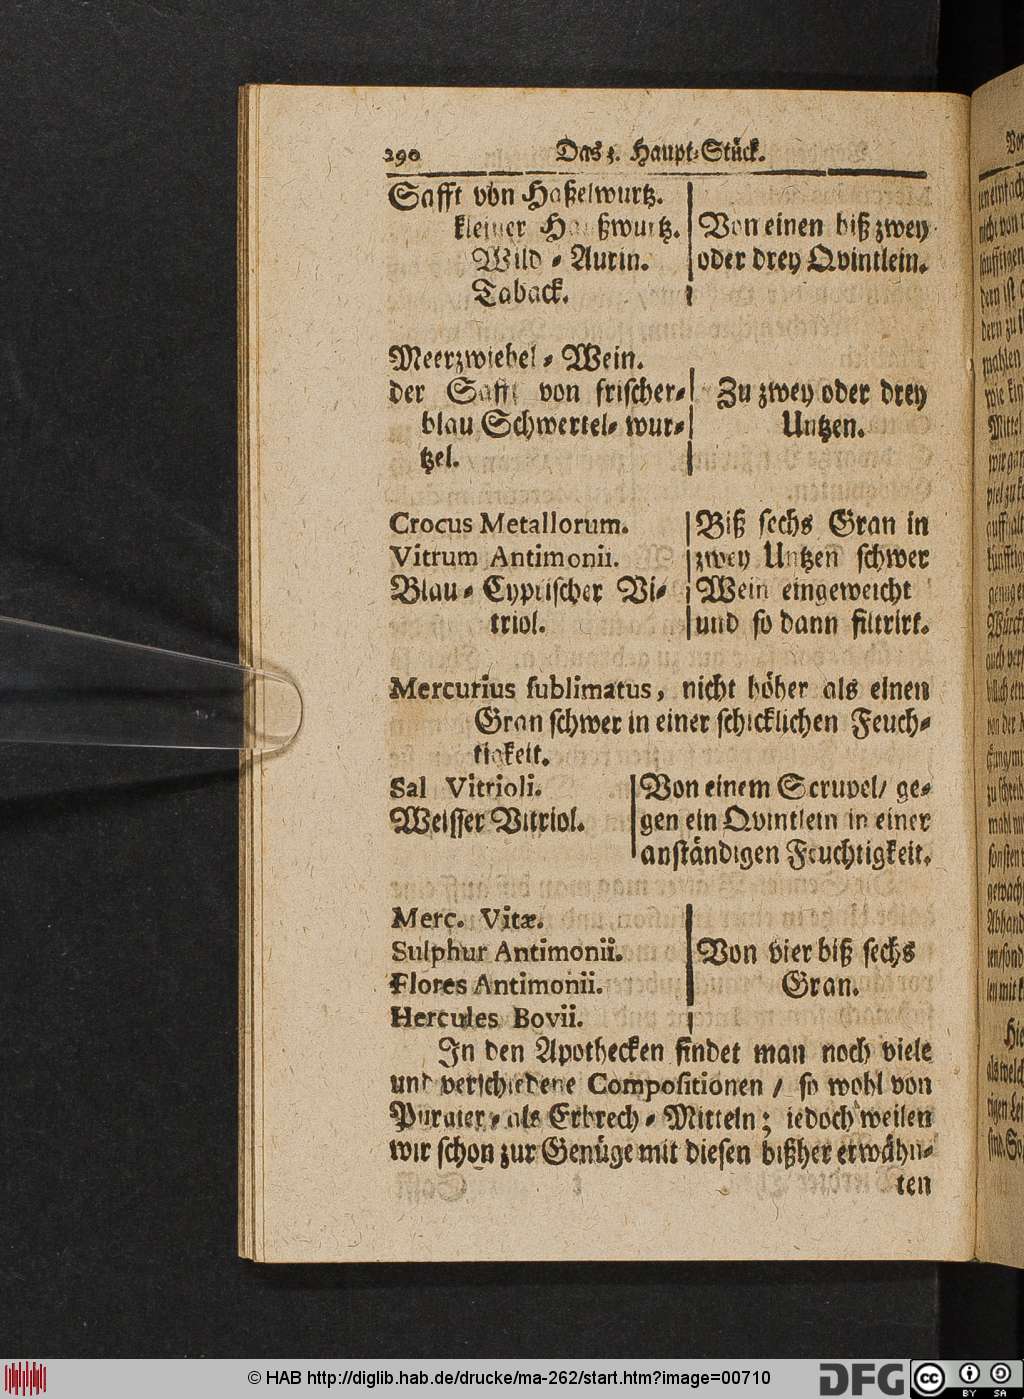 290 Das 5. Haupt-Stück.
Safft von Haßelwurtz.
kleiner Haußwurtz. Von einen biß zwey
Wild-Aurin. oder drey Qvintlein.
Taback.
Meerzwiebel-Wein.
der Safft von frischer- Zu zwey oder drey
blau Schwertel-wur- Untzen.
tzel.
Crocus Metallorum. Biß sechs Gran in
Vitrum Antimonii. zwey Untzen schwer
Blau-Cyprischer Vi- Wein eingeweicht
triol. und so dann filtrirt.
Mercurius sublimatus, nicht höher als einen
Gran schwer in einer schicklichen Feuch-
tigkeit.
Sal Vitrioli. Von einem Scrupel/ ge-
Weisser Vitriol. gen ein Qvintlein in einer
anständigen Feuchtigkeit.
Merc. Vitæ.
Sulphur Antimonii. Von vier biß sechs
Flores Antimonii. Gran.
Hercules Bovii.
In den Apothecken findet man noch viele
und verschiedene Compositionen / so wohl von
Purgier- als Erbrech-Mitteln; iedoch weilen
wir schon zur Genüge mit diesen bißher erwähn-
ten
© HAB http://diglib.hab.de/drucke/ma-262/start.htm?image=00710
DFG
cc BY SA